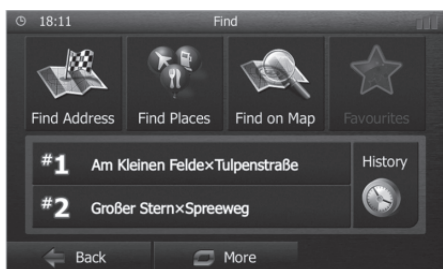 18:11 Find
Find Address Find Places Find on Map Favourites
#1 Am Kleinen Felde×Tulpenstraße History
#2 Großer Stern×Spreeweg
Back More